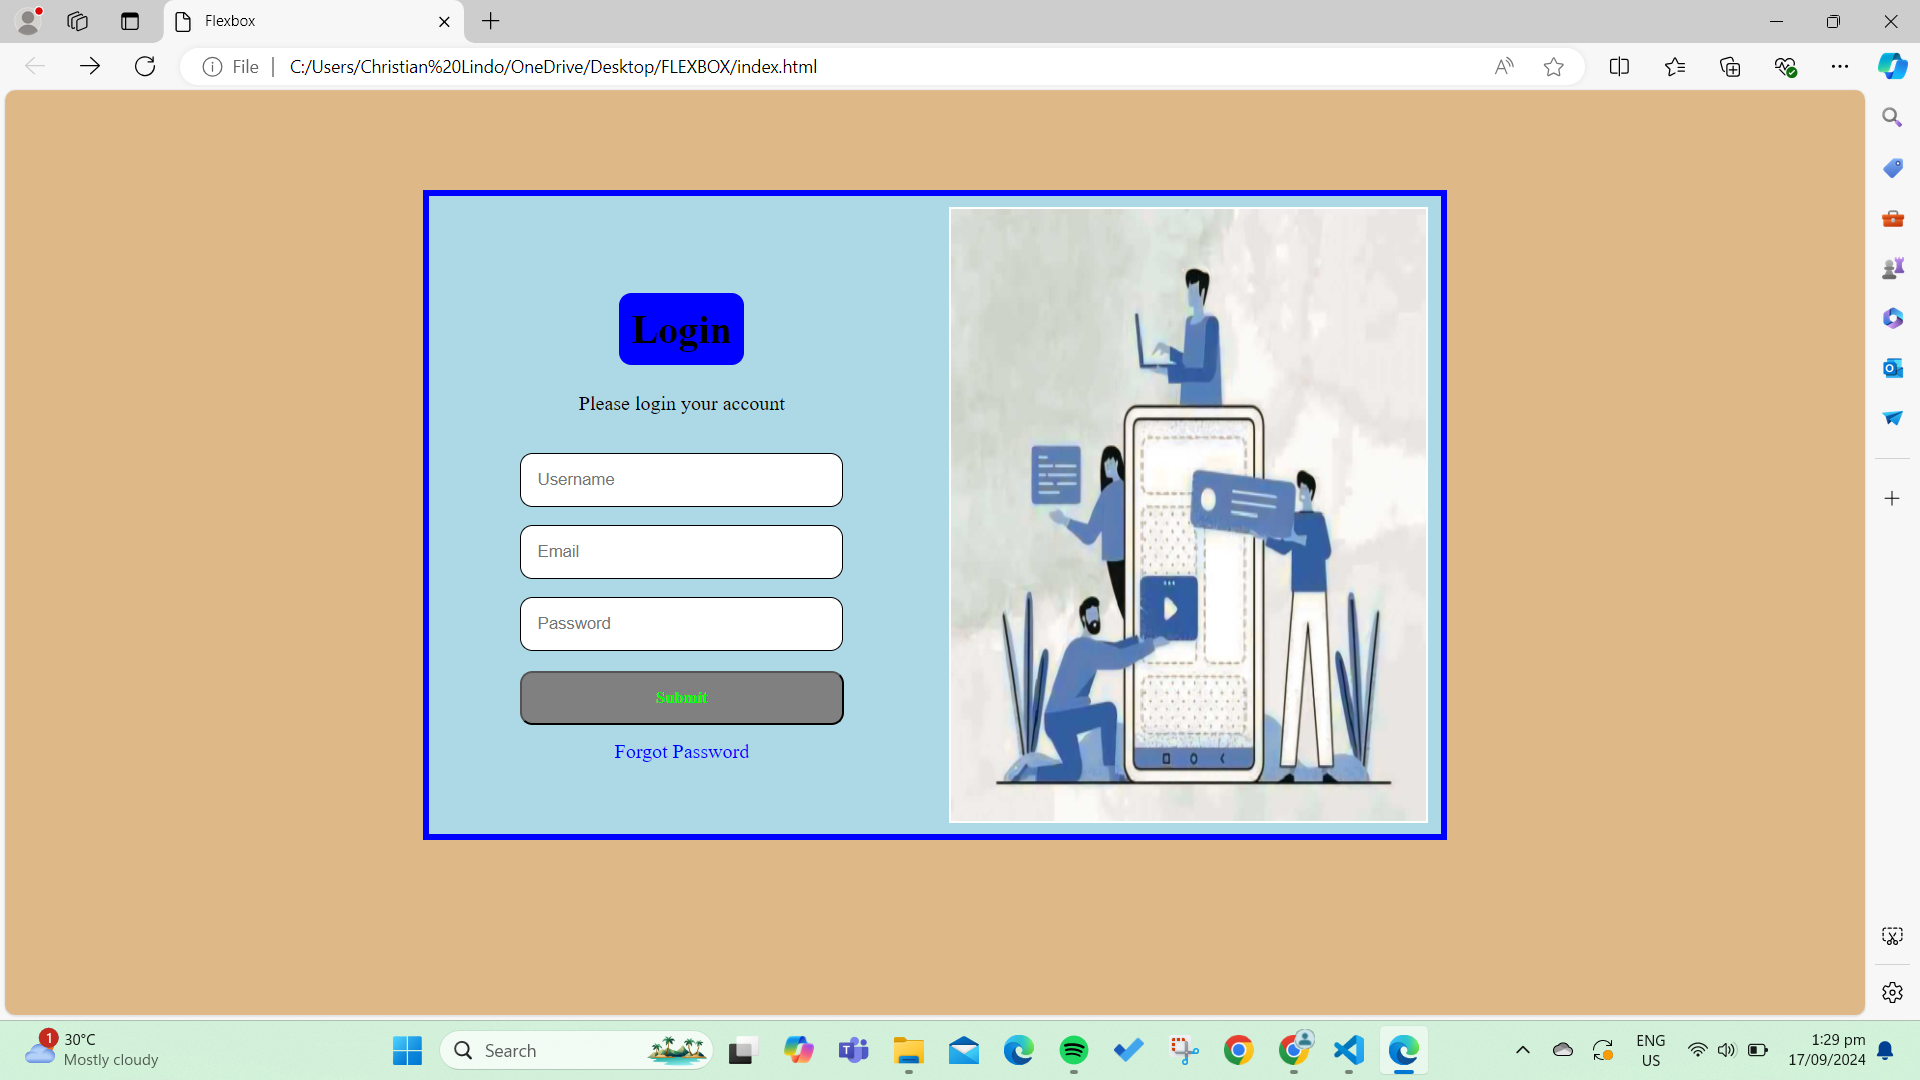 Flexbox
File
C:/Users/Christian%20Lindo/OneDrive/Desktop/FLEXBOX/index.html
Login
Please login your account
Username
Email
Password
Submit
Forgot Password
1
30°C
Mostly cloudy
Search
ENG
US
1:29 pm
17/09/2024